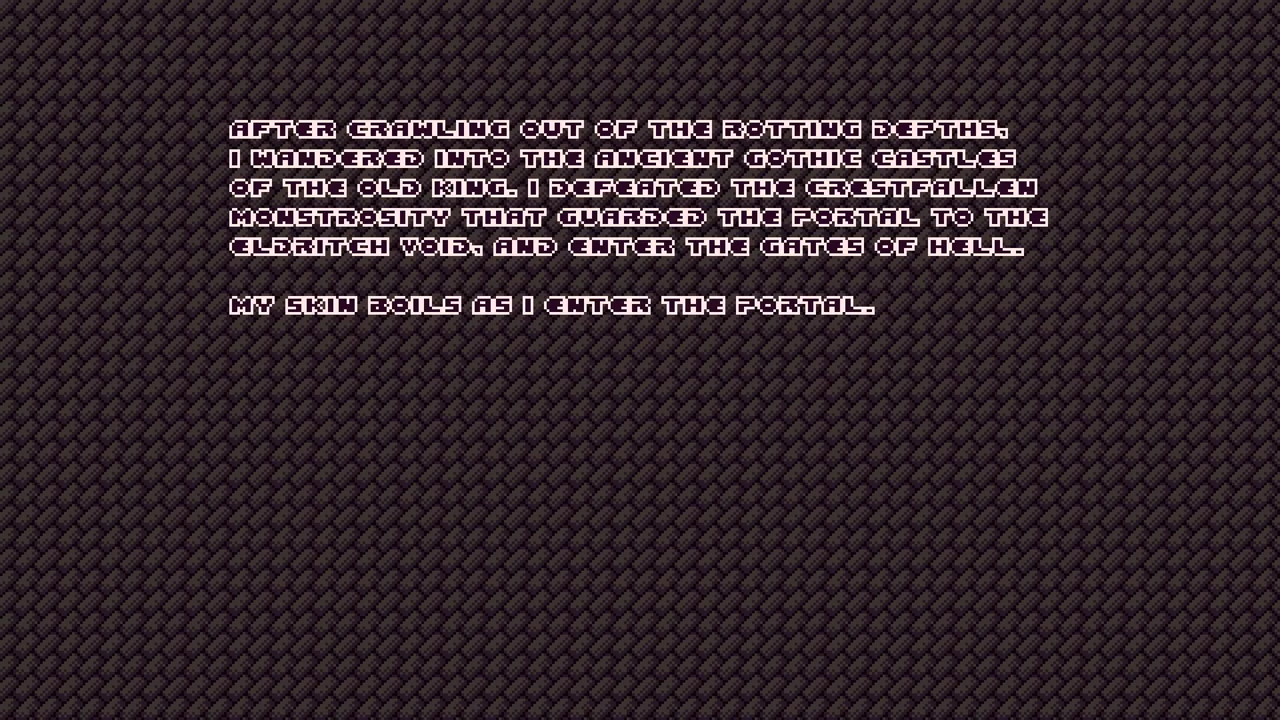 AFTER CRAWLING OUT OF THE ROTTING DEPTHS,
I WANDERED INTO THE ANCIENT GOTHIC CASTLES
OF THE OLD KING. I DEFEATED THE CRESTFALLEN
MONSTROSITY THAT GUARDED THE PORTAL TO THE
ELDRITCH VOID, AND ENTER THE GATES OF HELL.
MY SKIN BOILS AS I ENTER THE PORTAL.